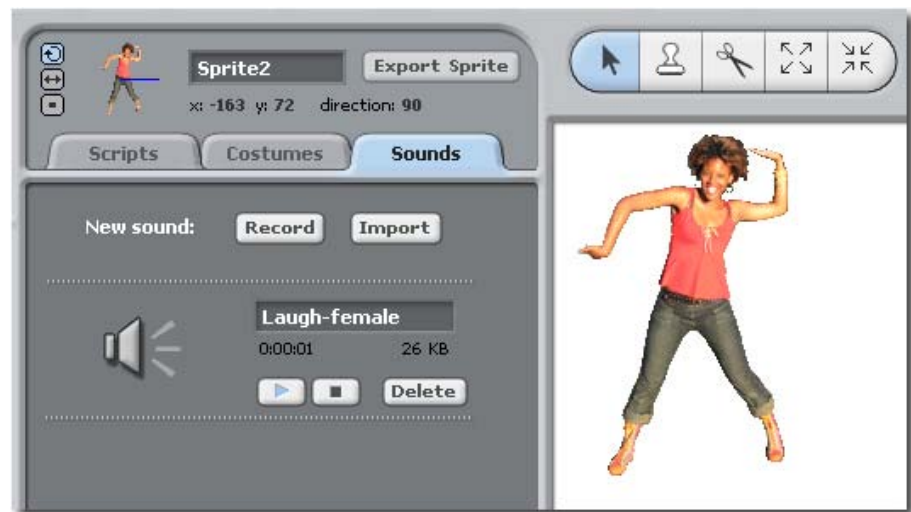 Sprite2
Export Sprite
x: -163 y: 72 direction: 90
Scripts Costumes Sounds
New sound: Record Import
Laugh-female
0:00:01 26 KB
Delete